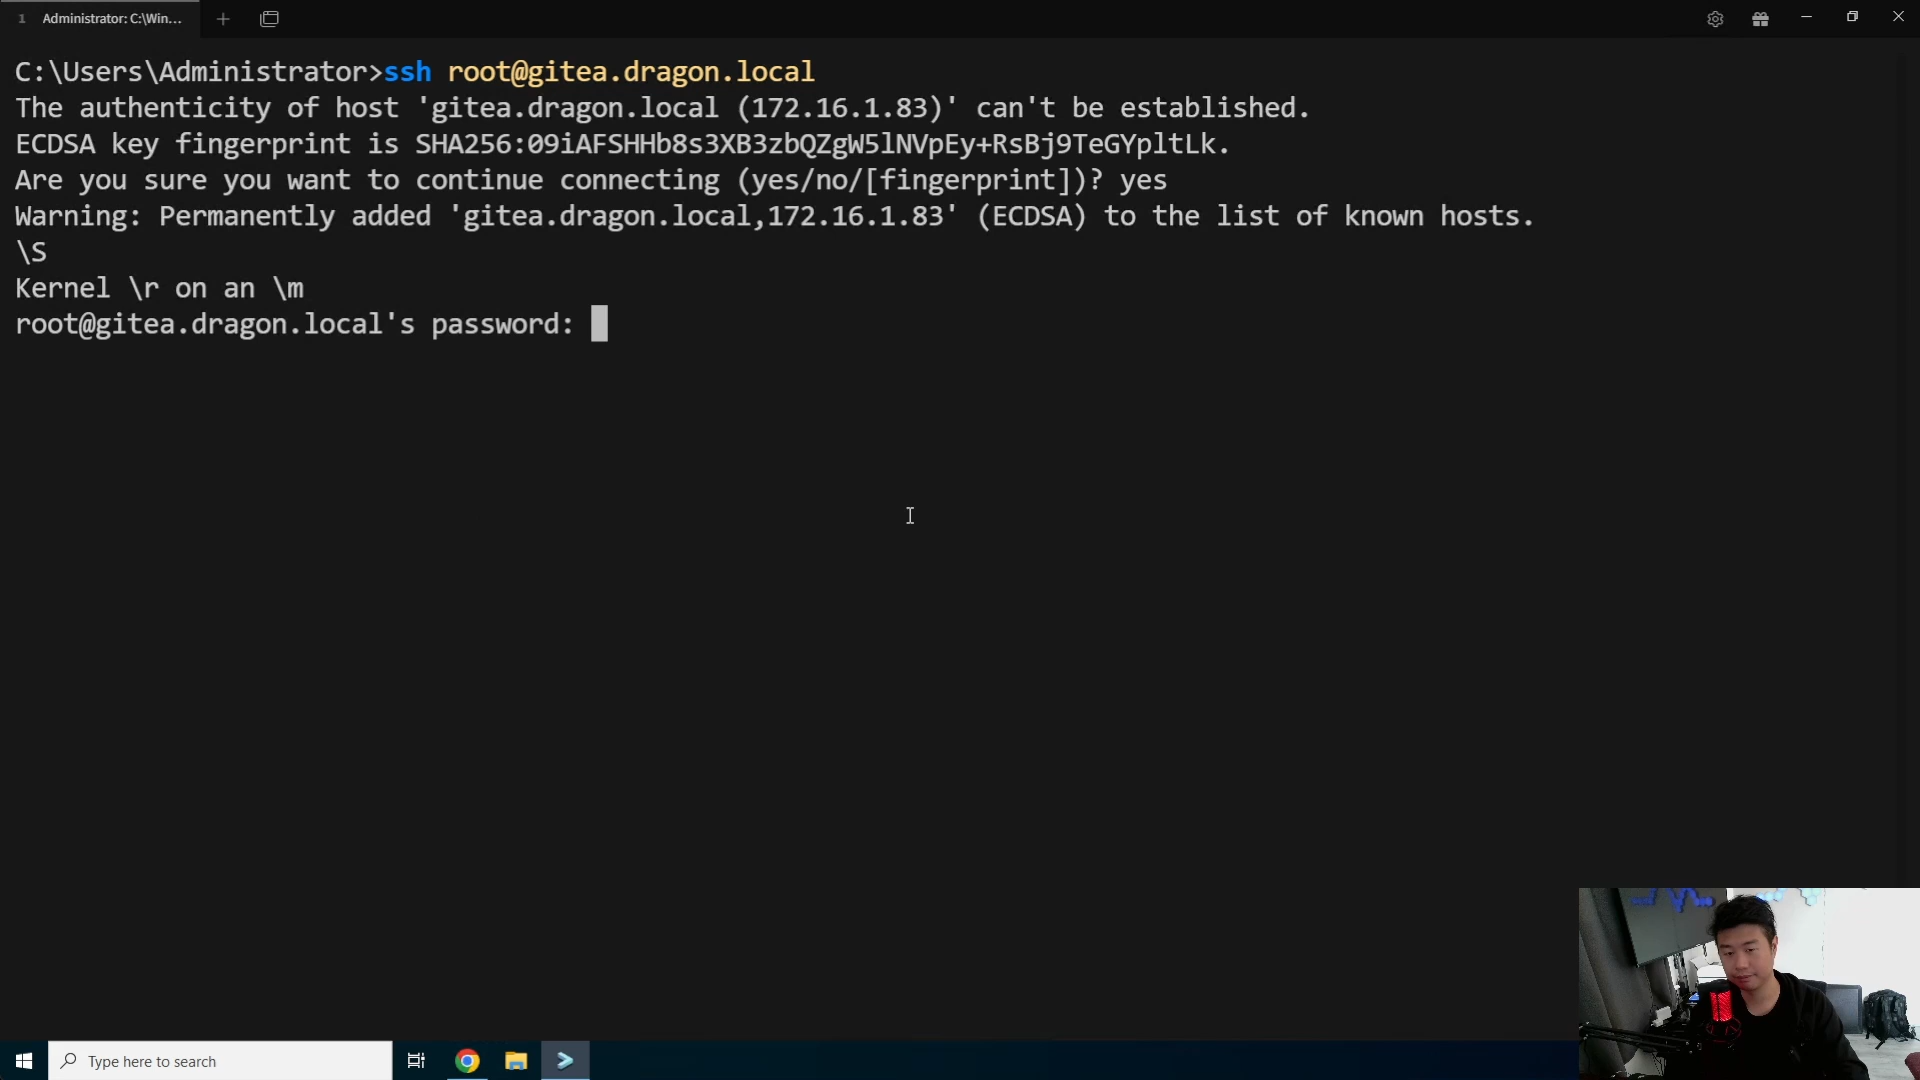 1 Administrator: C:\Win...
C:\Users\Administrator>ssh root@gitea.dragon.local
The authenticity of host 'gitea.dragon.local (172.16.1.83)' can't be established.
ECDSA key fingerprint is SHA256:09iAFSHHb8s3XB3zbQZgW5lNVpEy+RsBj9TeGYpltLk.
Are you sure you want to continue connecting (yes/no/[fingerprint])? yes
Warning: Permanently added 'gitea.dragon.local,172.16.1.83' (ECDSA) to the list of known hosts.
\S
Kernel \r on an \m
root@gitea.dragon.local's password:
Type here to search